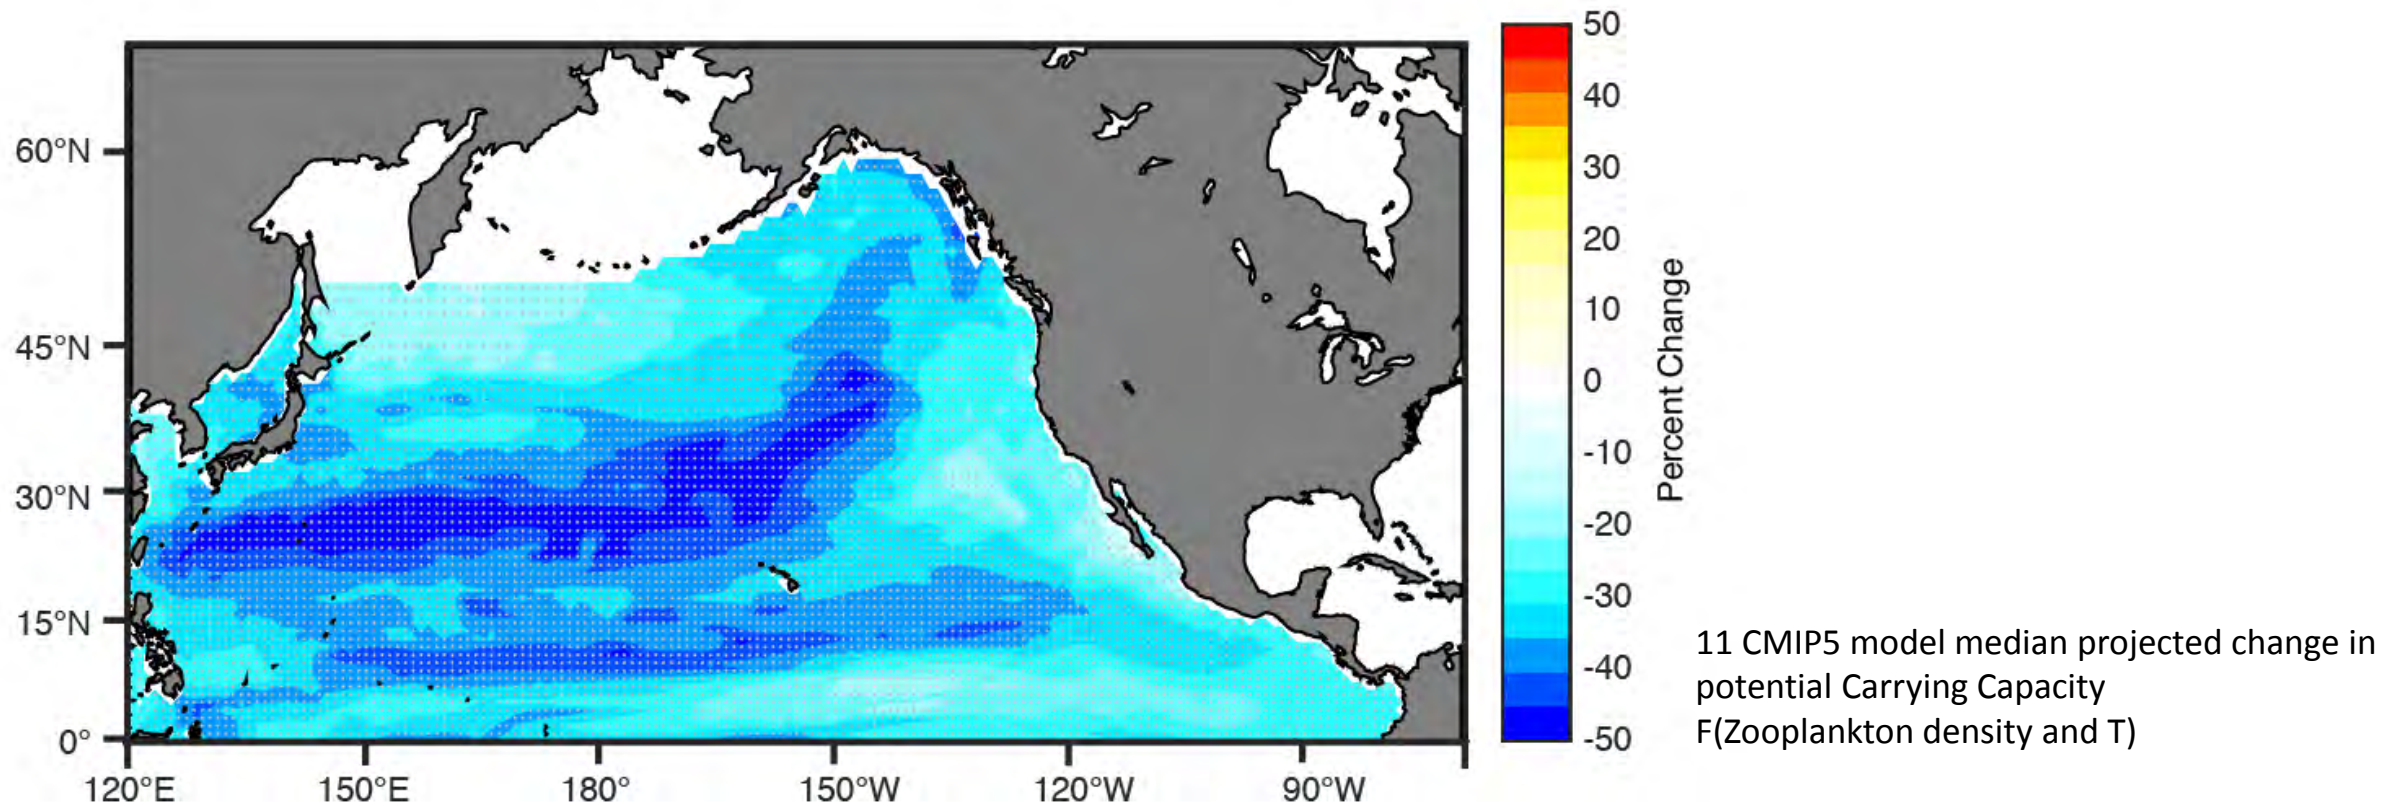 60°N
45°N
30°N
15°N
0°
120°E 150°E 180° 150°W 120°W 90°W
50
40
30
20
10
0
-10
-20
-30
-40
-50
Percent Change
11 CMIP5 model median projected change in
potential Carrying Capacity
F(Zooplankton density and T)